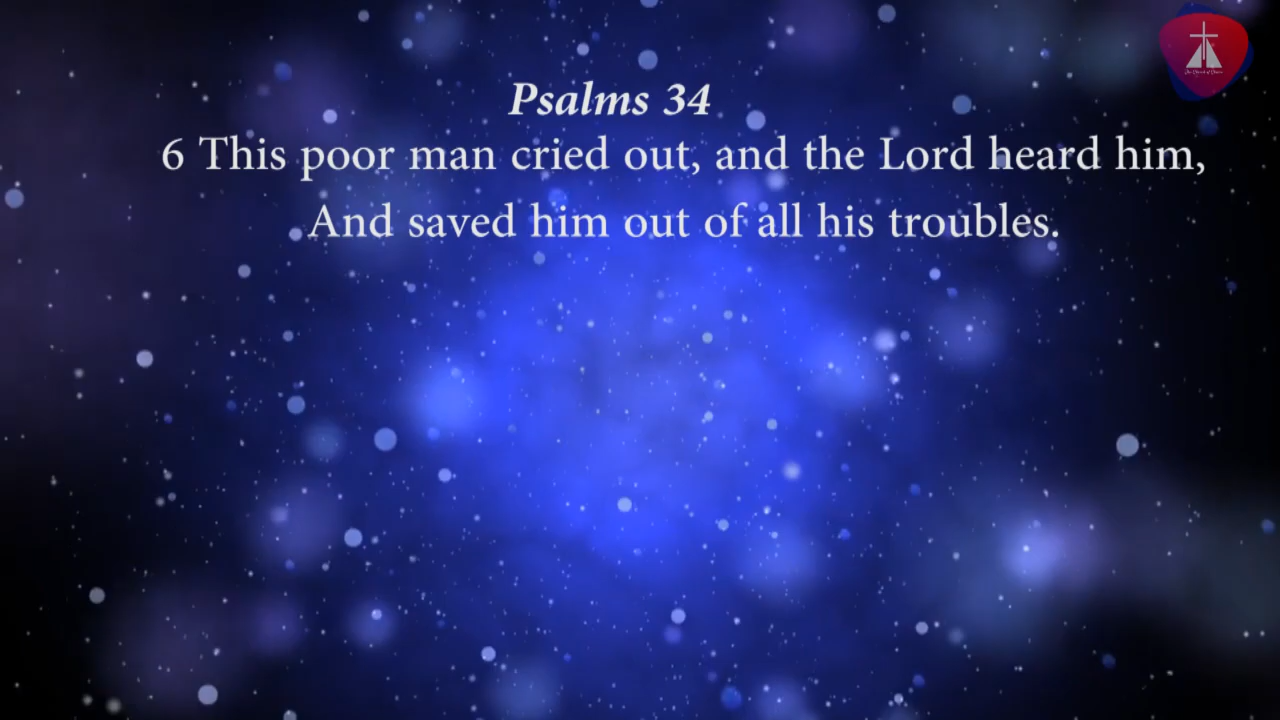 Psalms 34
6 This poor man cried out, and the Lord heard him,
And saved him out of all his troubles.